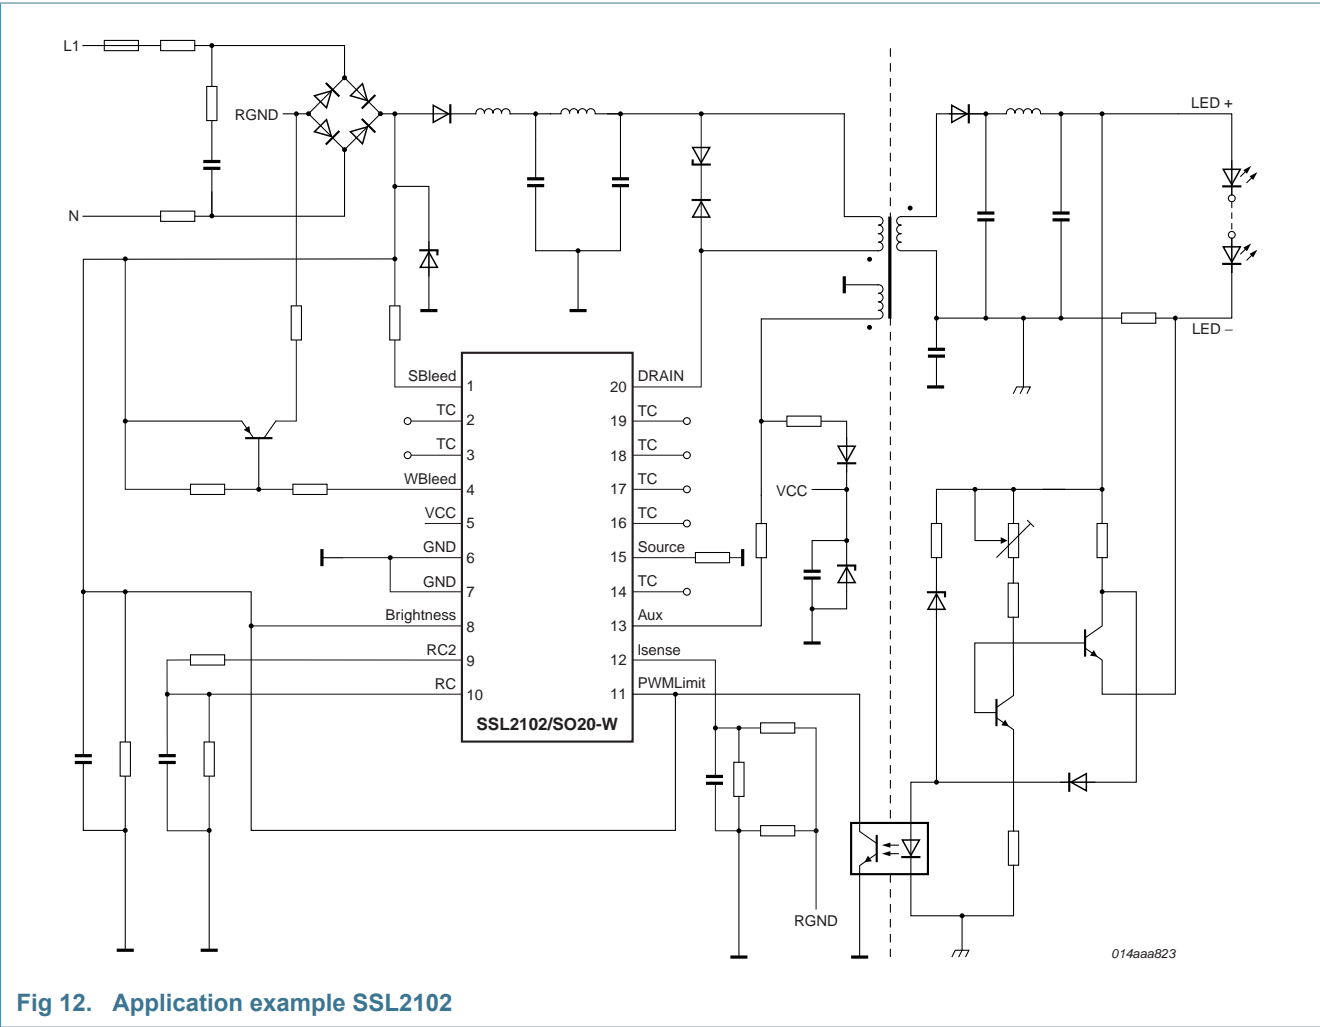 L1
LED +
RGND
N
LED –
SBleed
1
20
DRAIN
TC
2
19
TC
TC
3
18
TC
WBleed
4
17
TC
VCC
VCC
5
16
TC
GND
6
15
Source
GND
7
14
TC
Brightness
8
13
Aux
RC2
9
12
Isense
RC
10
11
PWMLimit
SSL2102/SO20-W
RGND
014aaa823
Fig 12. Application example SSL2102